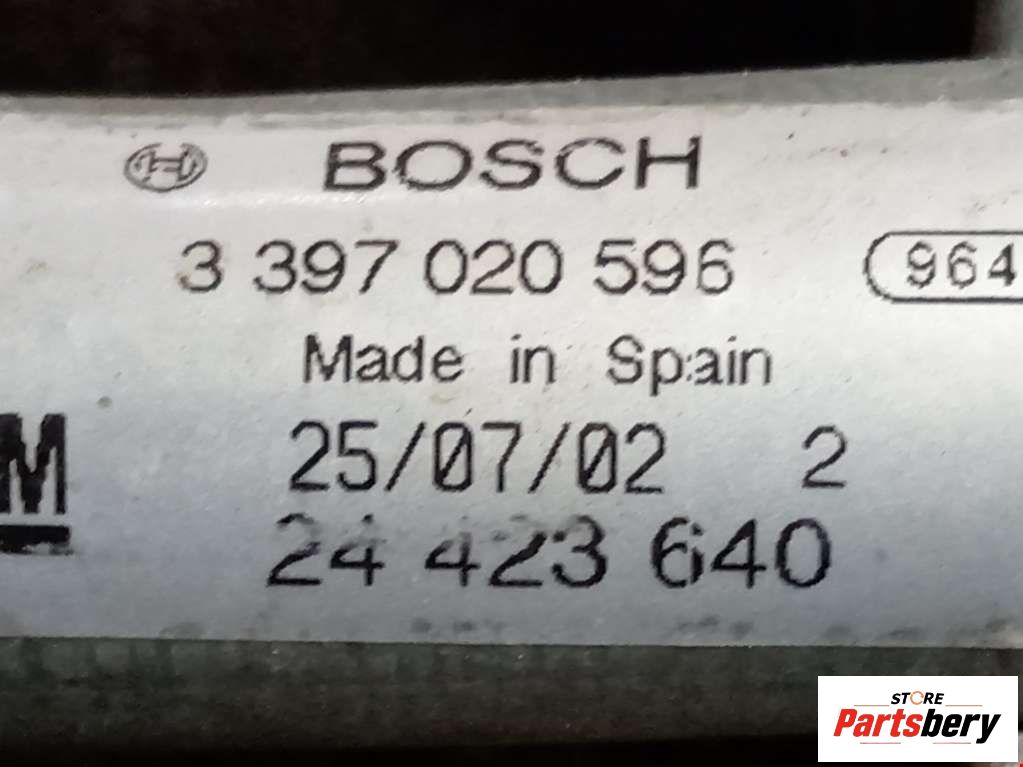 BOSCH
3 397 020 596 964
Made in Spain
25/07/02 2
M
24 423 640
STORE
Partsbery